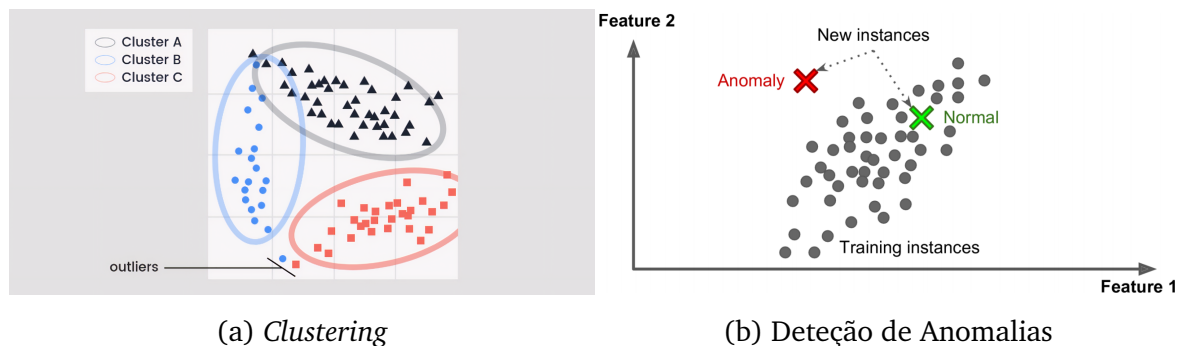 Cluster A
Cluster B
Cluster C
outliers
(a) Clustering
Feature 2
New instances
Anomaly
Normal
Training instances
Feature 1
(b) Deteção de Anomalias